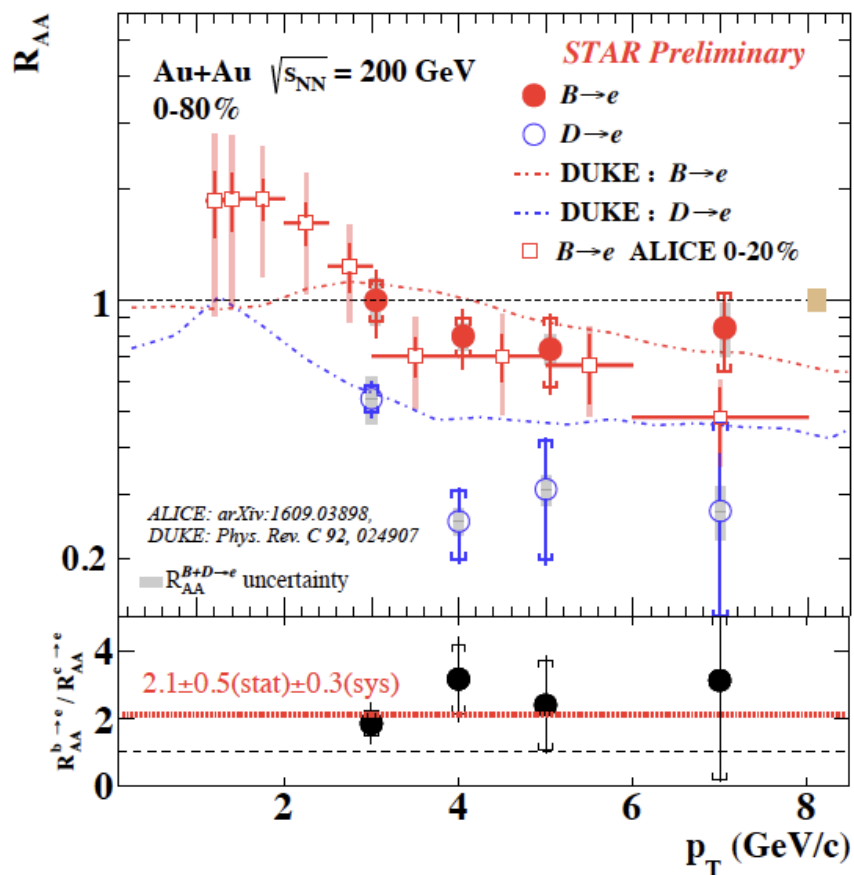 R_AA
Au+Au √s_NN = 200 GeV
0-80%
STAR Preliminary
B→e
D→e
DUKE : B→e
DUKE : D→e
B→e ALICE 0-20%
1
ALICE: arXiv:1609.03898,
DUKE: Phys. Rev. C 92, 024907
0.2
R_AA^{B+D→e} uncertainty
R_AA^{b→e} / R_AA^{c→e}
4
2.1±0.5(stat)±0.3(sys)
2
0
2 4 6 8
p_T (GeV/c)